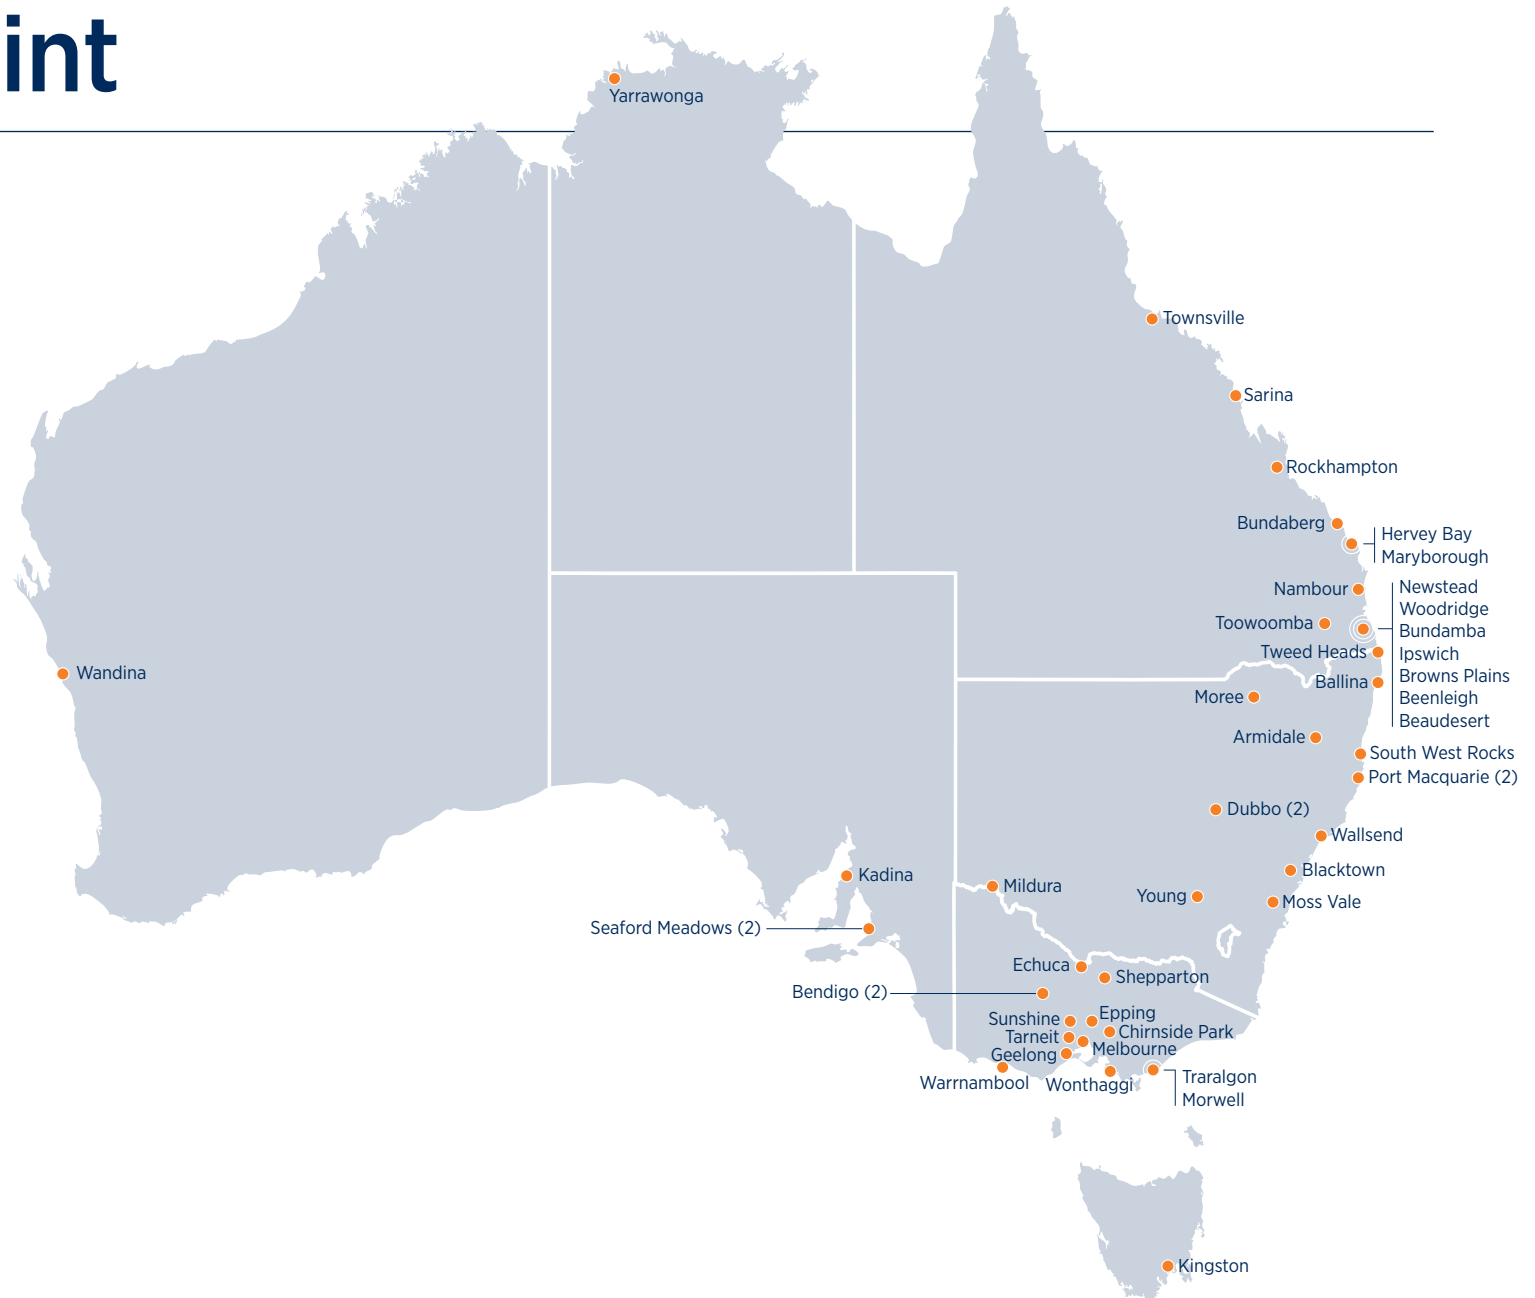 int
Yarrawonga
Townsville
Sarina
Rockhampton
Bundaberg
Hervey Bay
Maryborough
Nambour
Newstead
Woodridge
Toowoomba
Bundamba
Tweed Heads
Ipswich
Wandina
Browns Plains
Ballina
Moree
Beenleigh
Beaudesert
Armidale
South West Rocks
Port Macquarie (2)
Dubbo (2)
Wallsend
Blacktown
Kadina
Mildura
Young
Moss Vale
Seaford Meadows (2)
Echuca
Shepparton
Bendigo (2)
Epping
Sunshine
Chirnside Park
Tarneit
Melbourne
Geelong
Warrnambool
Wonthaggi
Traralgon
Morwell
Kingston